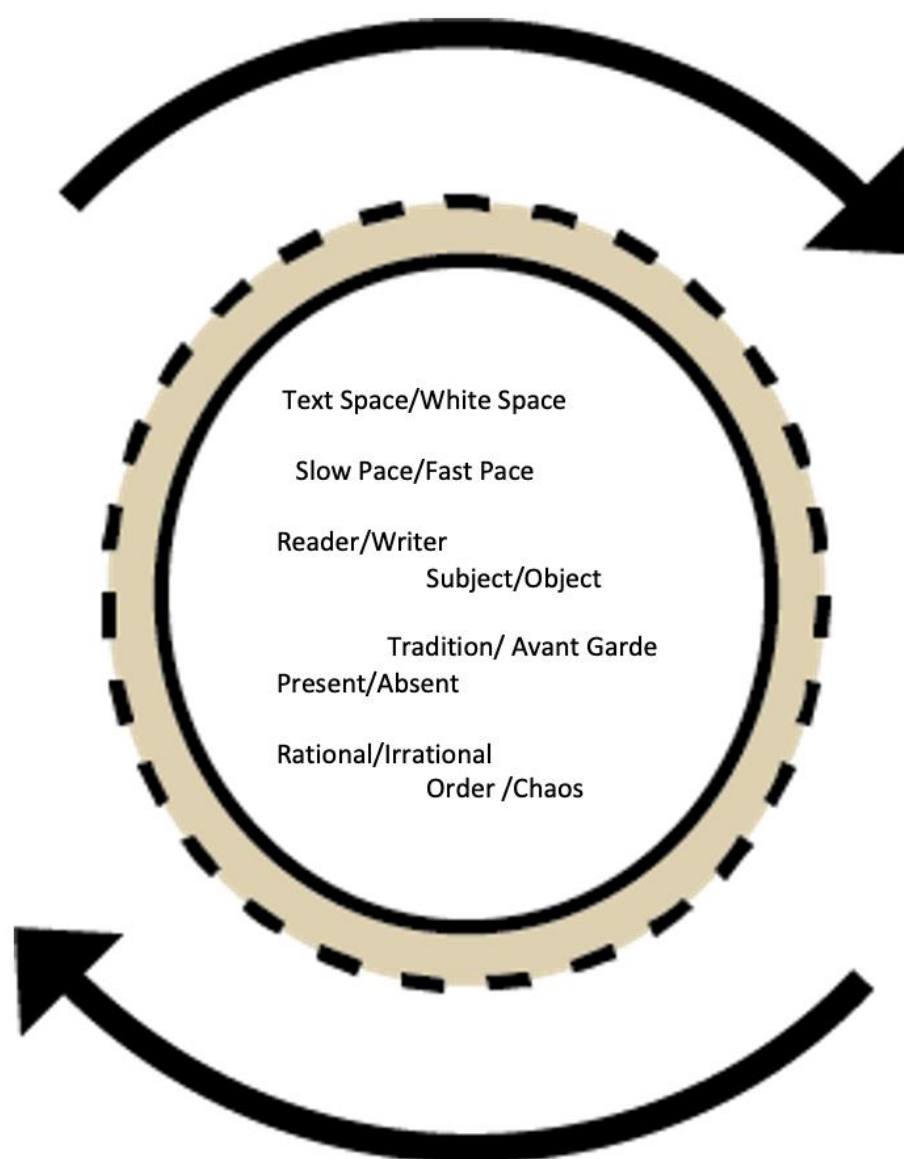 Text Space/White Space
Slow Pace/Fast Pace
Reader/Writer
Subject/Object
Tradition/ Avant Garde
Present/Absent
Rational/Irrational
Order /Chaos